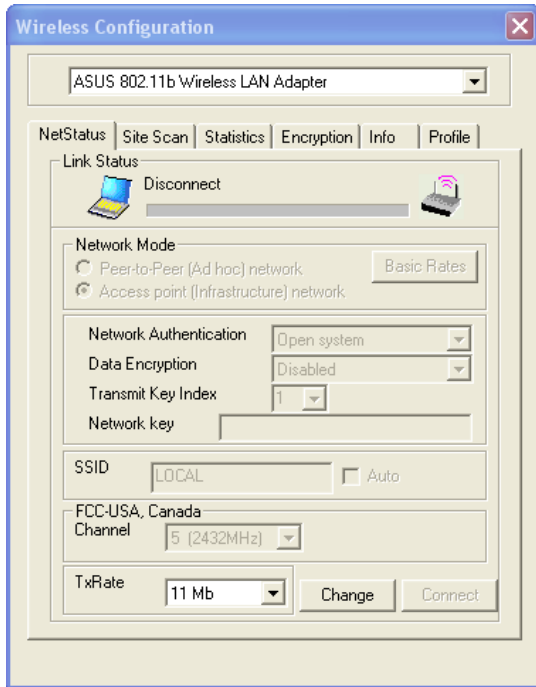 Wireless Configuration
ASUS 802.11b Wireless LAN Adapter
NetStatus Site Scan Statistics Encryption Info Profile
Link Status
Disconnect
Network Mode
Peer-to-Peer (Ad hoc) network
Basic Rates
Access point (Infrastructure) network
Network Authentication Open system
Data Encryption Disabled
Transmit Key Index 1
Network key
SSID LOCAL Auto
FCC-USA, Canada
Channel 5 (2432MHz)
TxRate 11 Mb Change Connect